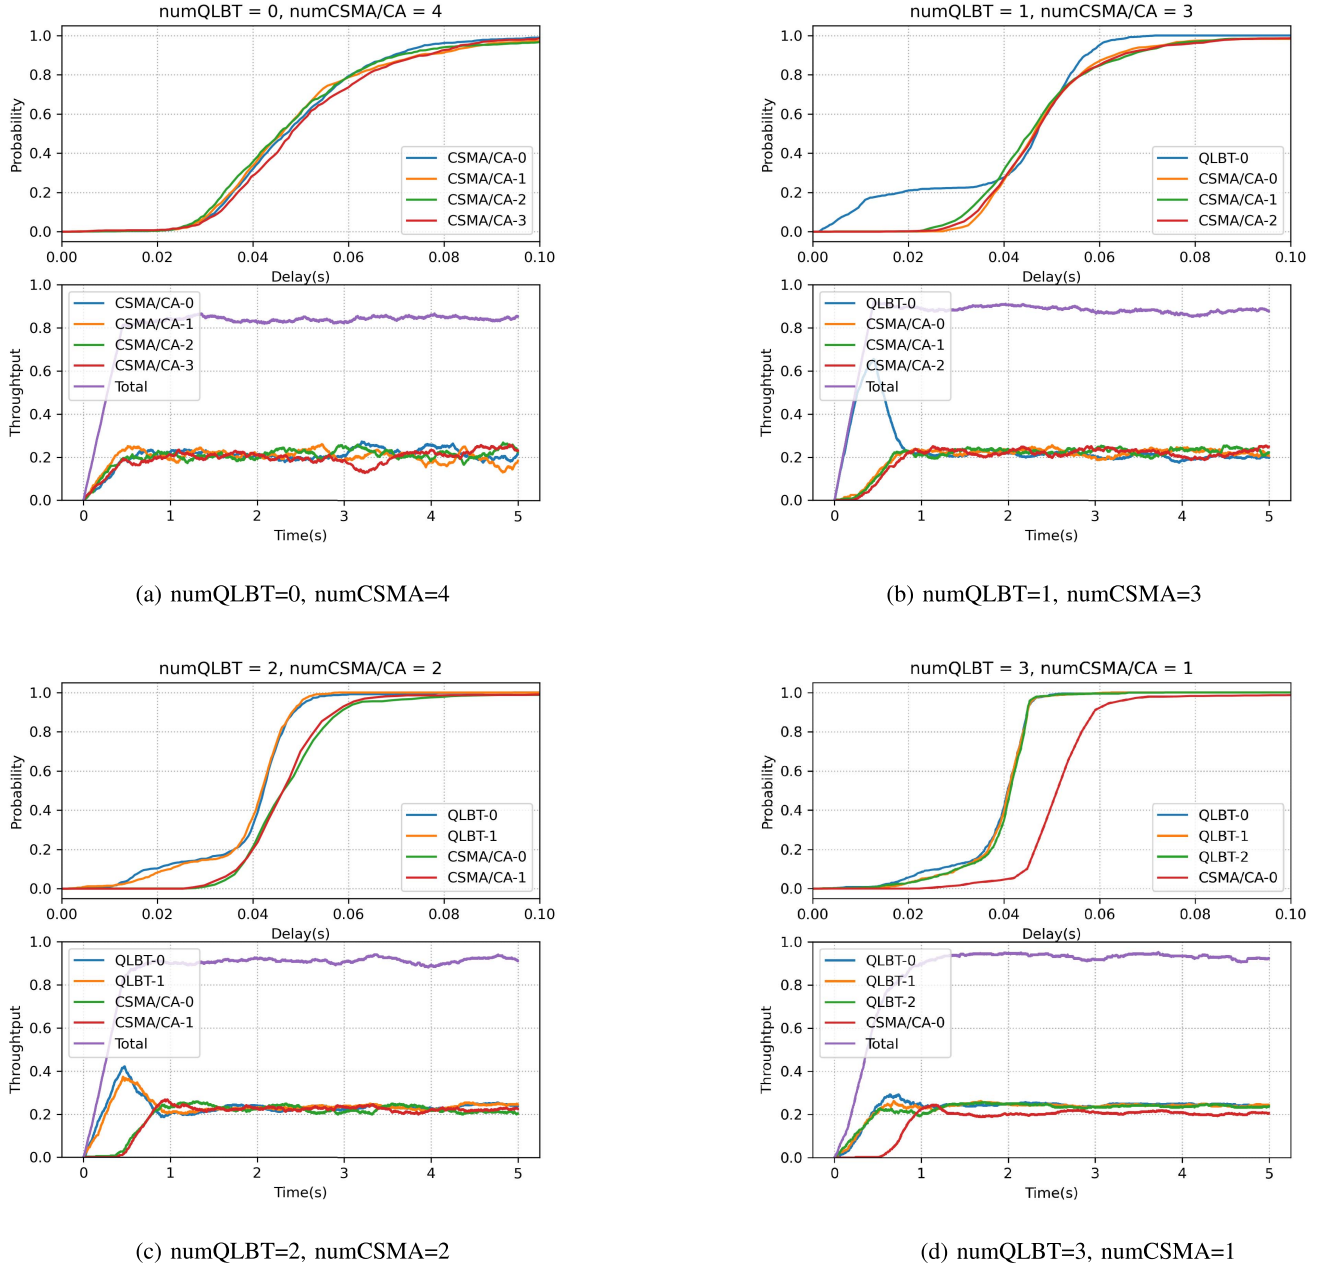 numQLBT = 0, numCSMA/CA = 4
1.0
0.8
0.6
0.4
0.2
0.0
Probability
CSMA/CA-0
CSMA/CA-1
CSMA/CA-2
CSMA/CA-3
0.00 0.02 0.04 0.06 0.08 0.10
Delay(s)
1.0
0.8
0.6
0.4
0.2
0.0
Throughtput
CSMA/CA-0
CSMA/CA-1
CSMA/CA-2
CSMA/CA-3
Total
0 1 2 3 4 5
Time(s)
(a) numQLBT=0, numCSMA=4
numQLBT = 1, numCSMA/CA = 3
1.0
0.8
0.6
0.4
0.2
0.0
Probability
QLBT-0
CSMA/CA-0
CSMA/CA-1
CSMA/CA-2
0.00 0.02 0.04 0.06 0.08 0.10
Delay(s)
1.0
0.8
0.6
0.4
0.2
0.0
Throughtput
QLBT-0
CSMA/CA-0
CSMA/CA-1
CSMA/CA-2
Total
0 1 2 3 4 5
Time(s)
(b) numQLBT=1, numCSMA=3
numQLBT = 2, numCSMA/CA = 2
1.0
0.8
0.6
0.4
0.2
0.0
Probability
QLBT-0
QLBT-1
CSMA/CA-0
CSMA/CA-1
0.00 0.02 0.04 0.06 0.08 0.10
Delay(s)
1.0
0.8
0.6
0.4
0.2
0.0
Throughtput
QLBT-0
QLBT-1
CSMA/CA-0
CSMA/CA-1
Total
0 1 2 3 4 5
Time(s)
(c) numQLBT=2, numCSMA=2
numQLBT = 3, numCSMA/CA = 1
1.0
0.8
0.6
0.4
0.2
0.0
Probability
QLBT-0
QLBT-1
QLBT-2
CSMA/CA-0
0.00 0.02 0.04 0.06 0.08 0.10
Delay(s)
1.0
0.8
0.6
0.4
0.2
0.0
Throughtput
QLBT-0
QLBT-1
QLBT-2
CSMA/CA-0
Total
0 1 2 3 4 5
Time(s)
(d) numQLBT=3, numCSMA=1